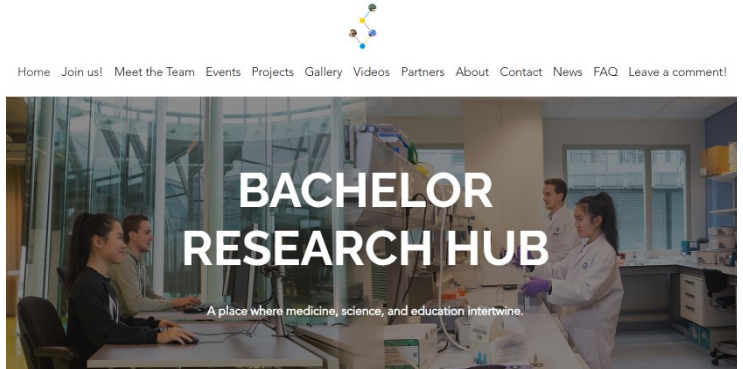 Home Join us! Meet the Team Events Projects Gallery Videos Partners About Contact News FAQ Leave a comment!
BACHELOR
RESEARCH HUB
A place where medicine, science, and education intertwine.